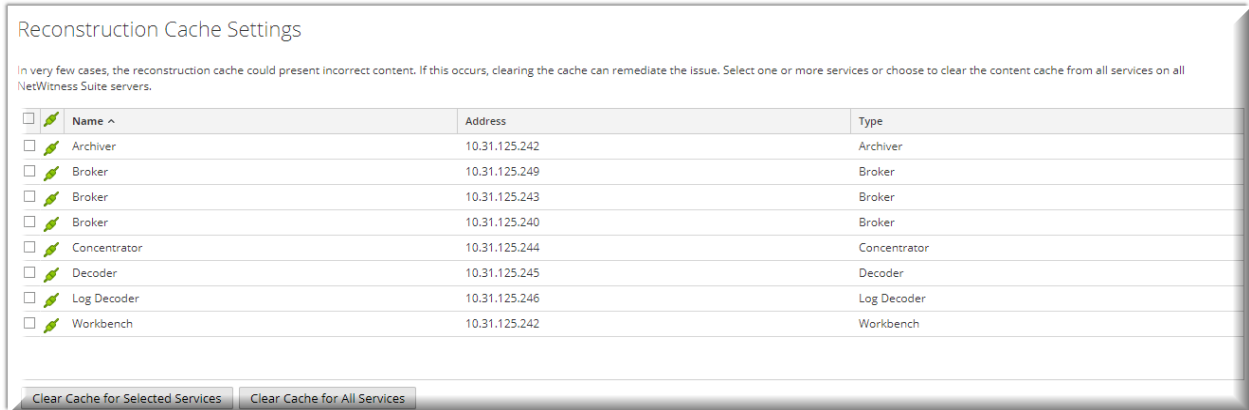 Reconstruction Cache Settings
In very few cases, the reconstruction cache could present incorrect content. If this occurs, clearing the cache can remediate the issue. Select one or more services or choose to clear the content cache from all services on all
NetWitness Suite servers.
Name Address Type
Archiver 10.31.125.242 Archiver
Broker 10.31.125.249 Broker
Broker 10.31.125.243 Broker
Broker 10.31.125.240 Broker
Concentrator 10.31.125.244 Concentrator
Decoder 10.31.125.245 Decoder
Log Decoder 10.31.125.246 Log Decoder
Workbench 10.31.125.242 Workbench
Clear Cache for Selected Services Clear Cache for All Services